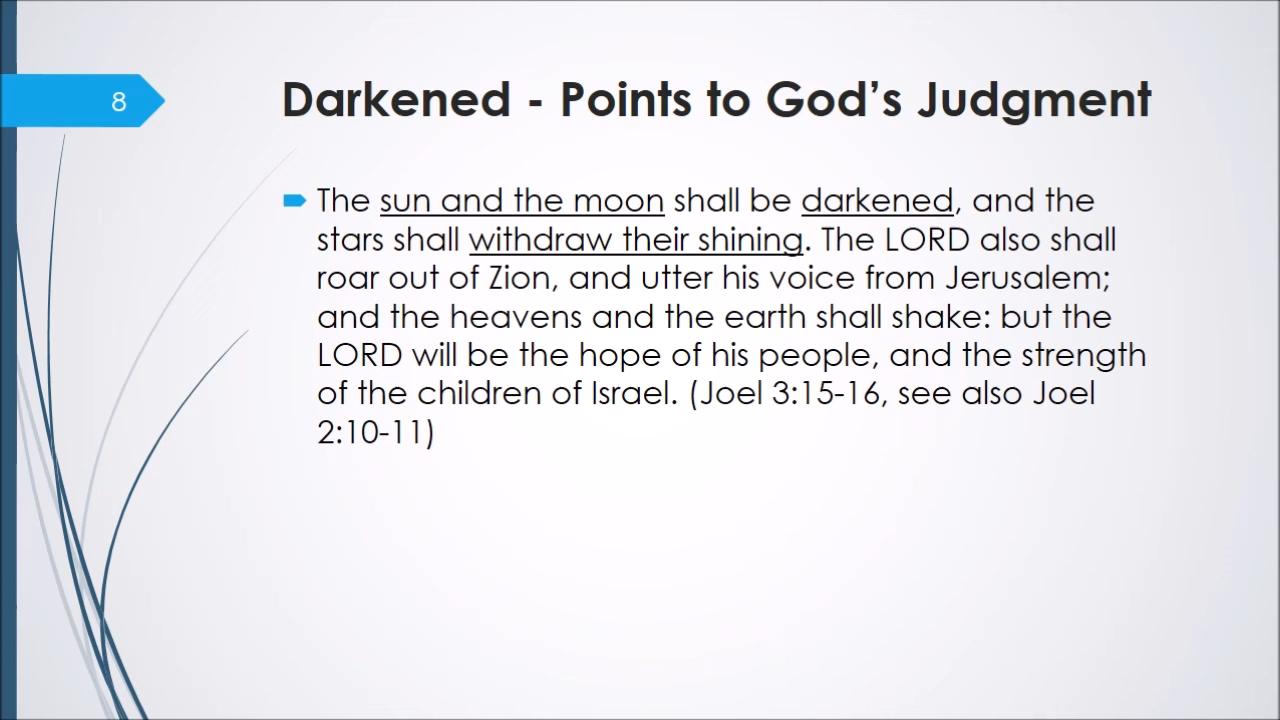 8
Darkened - Points to God’s Judgment
The sun and the moon shall be darkened, and the
stars shall withdraw their shining. The LORD also shall
roar out of Zion, and utter his voice from Jerusalem;
and the heavens and the earth shall shake: but the
LORD will be the hope of his people, and the strength
of the children of Israel. (Joel 3:15-16, see also Joel
2:10-11)